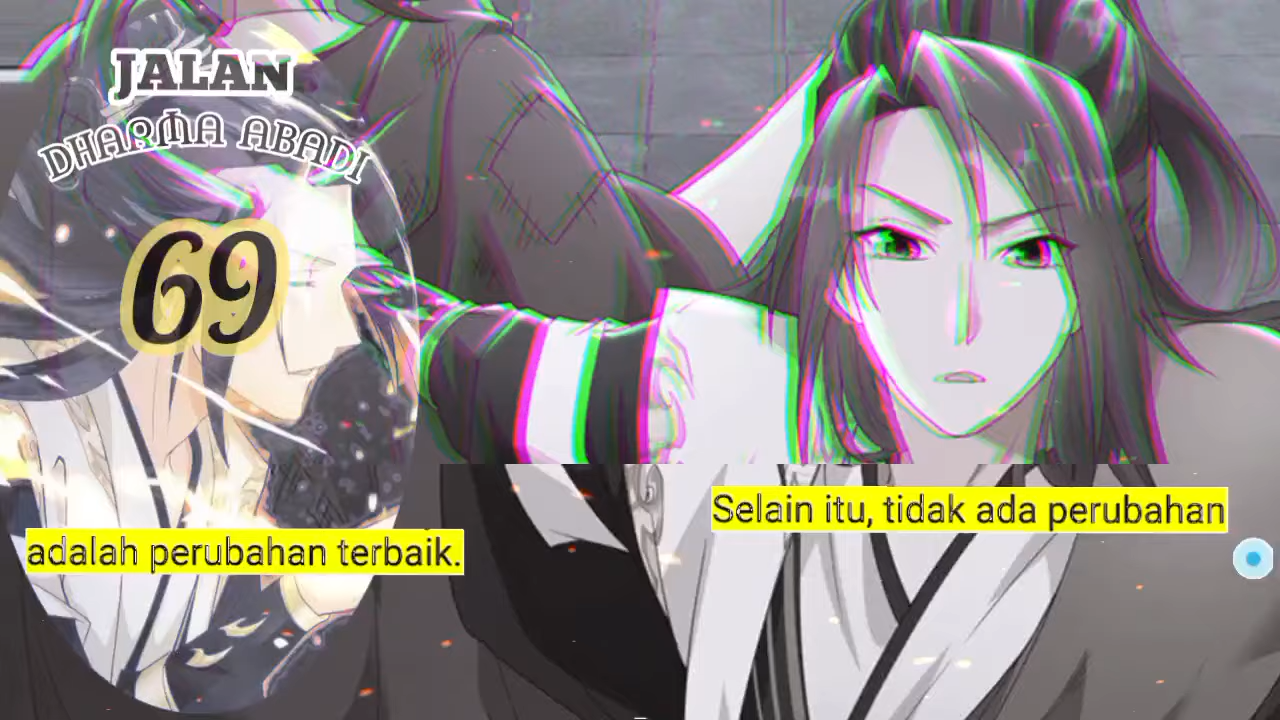 JALAN
DHARMA ABADI
69
Selain itu, tidak ada perubahan
adalah perubahan terbaik.